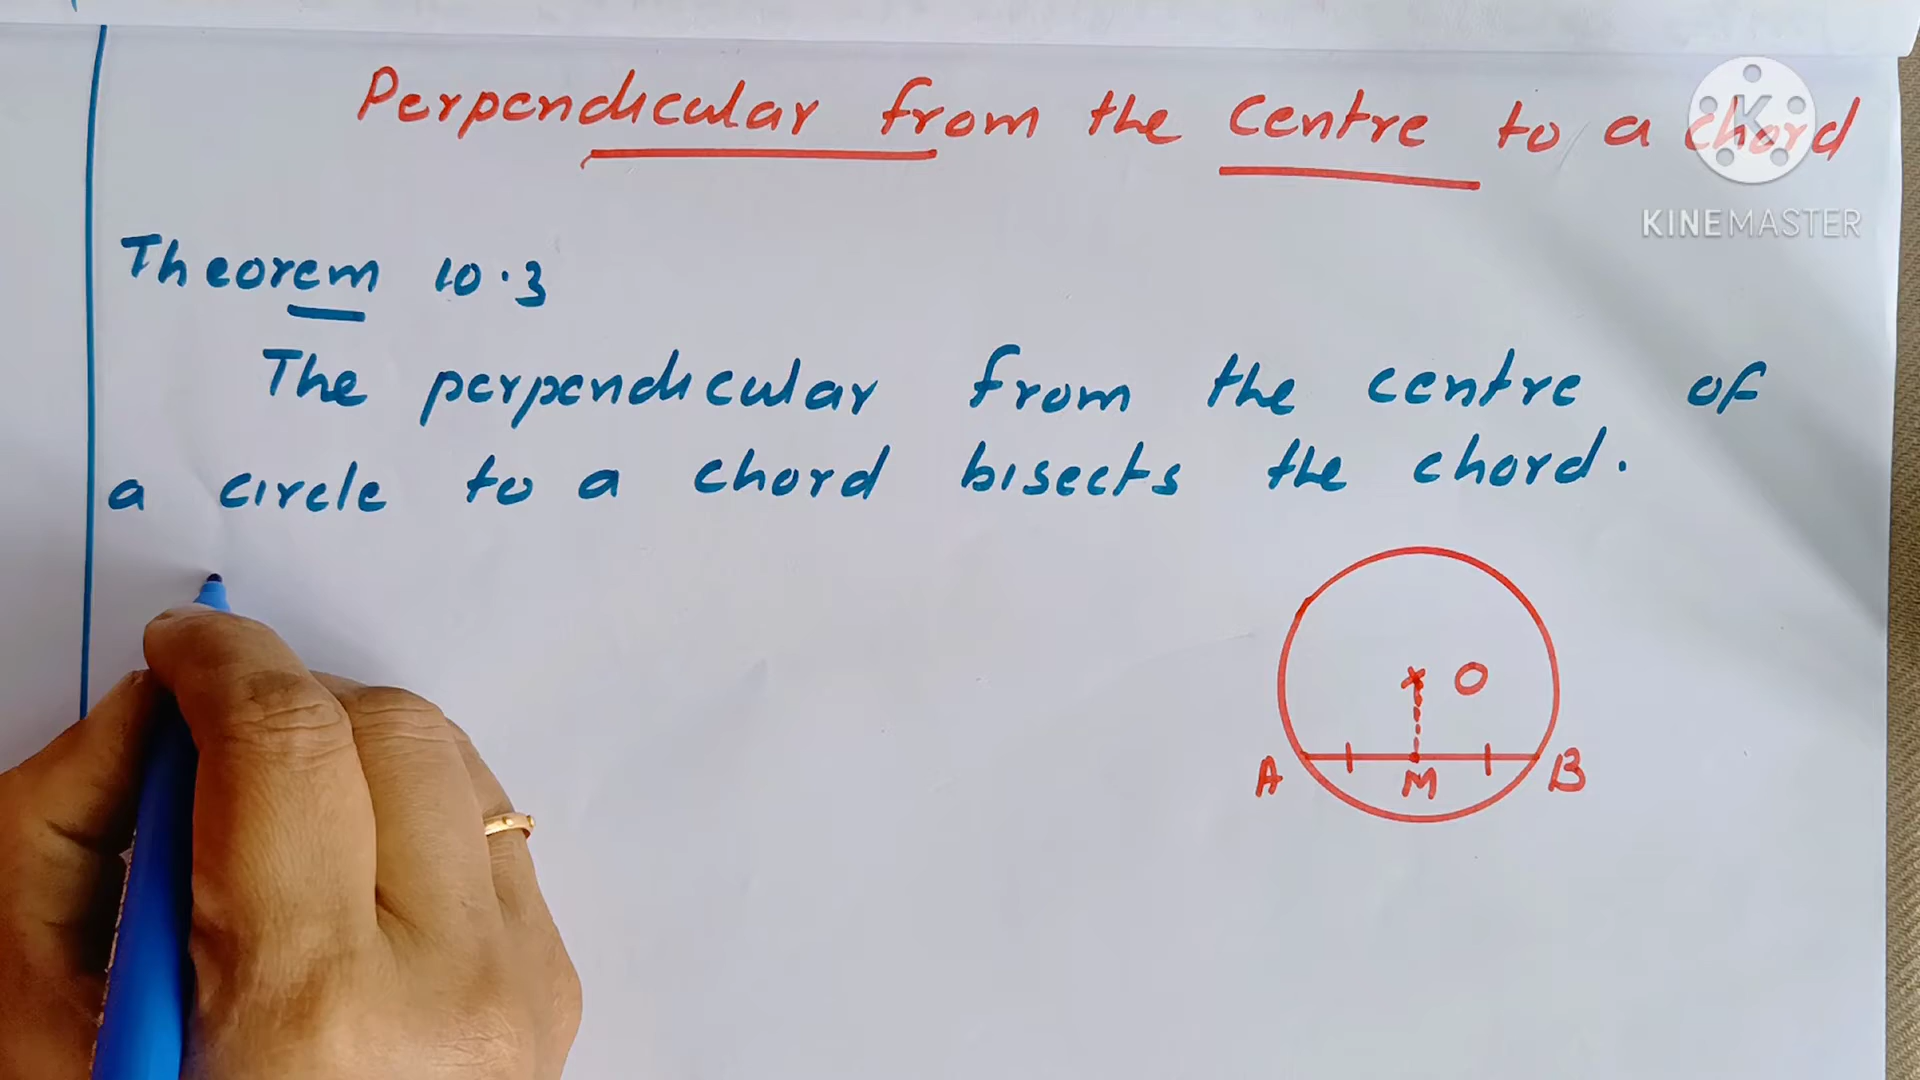 Perpendicular from the centre to a chord
KINEMASTER
Theorem 10.3
The perpendicular from the centre of
a circle to a chord bisects the chord.
O
A M B